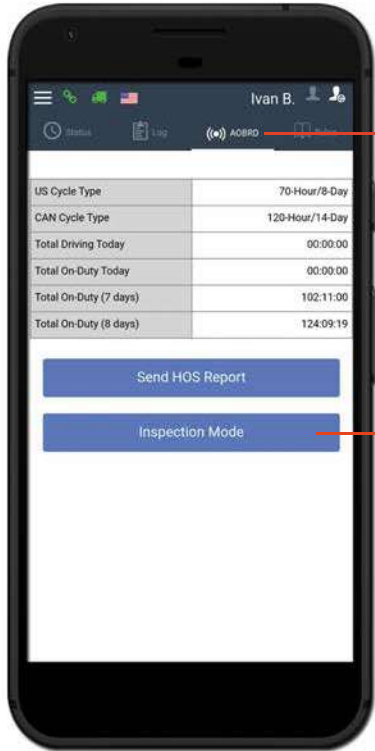 Ivan B.
Status Log AOBRD Rules
US Cycle Type 70-Hour/8-Day
CAN Cycle Type 120-Hour/14-Day
Total Driving Today 00:00:00
Total On-Duty Today 00:00:00
Total On-Duty (7 days) 102:11:00
Total On-Duty (8 days) 124:09:19
Send HOS Report
Inspection Mode